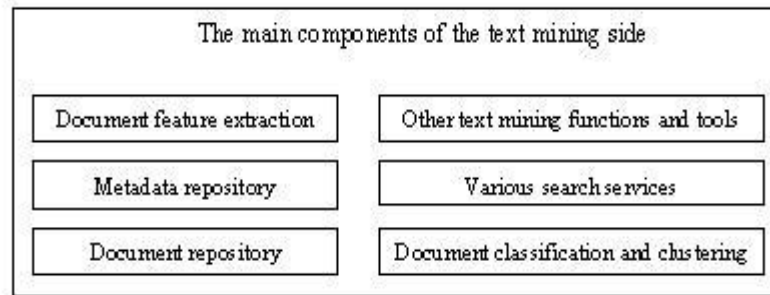 The main components of the text mining side
Document feature extraction
Other text mining functions and tools
Metadada repository
Various search services
Document repository
Document classification and clustering